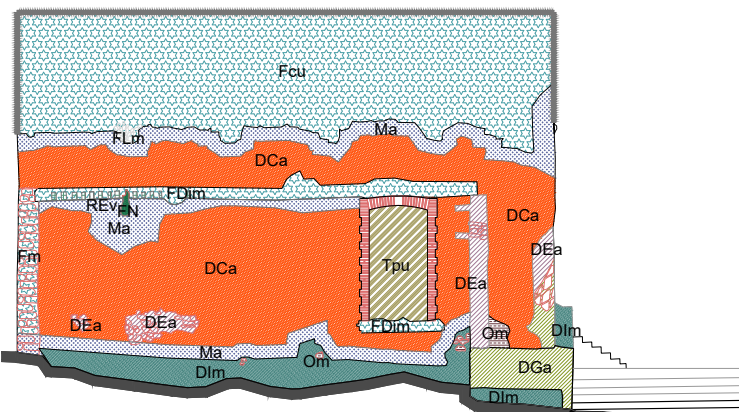 Fcu
FLm
Ma
DCa
FDim
REV
FN
Ma
DCa
DEa
Fm
DCa
Tpu
DEa
DEa
DEa
FDim
Om
DIm
Ma
DIm
Om
DGa
DIm